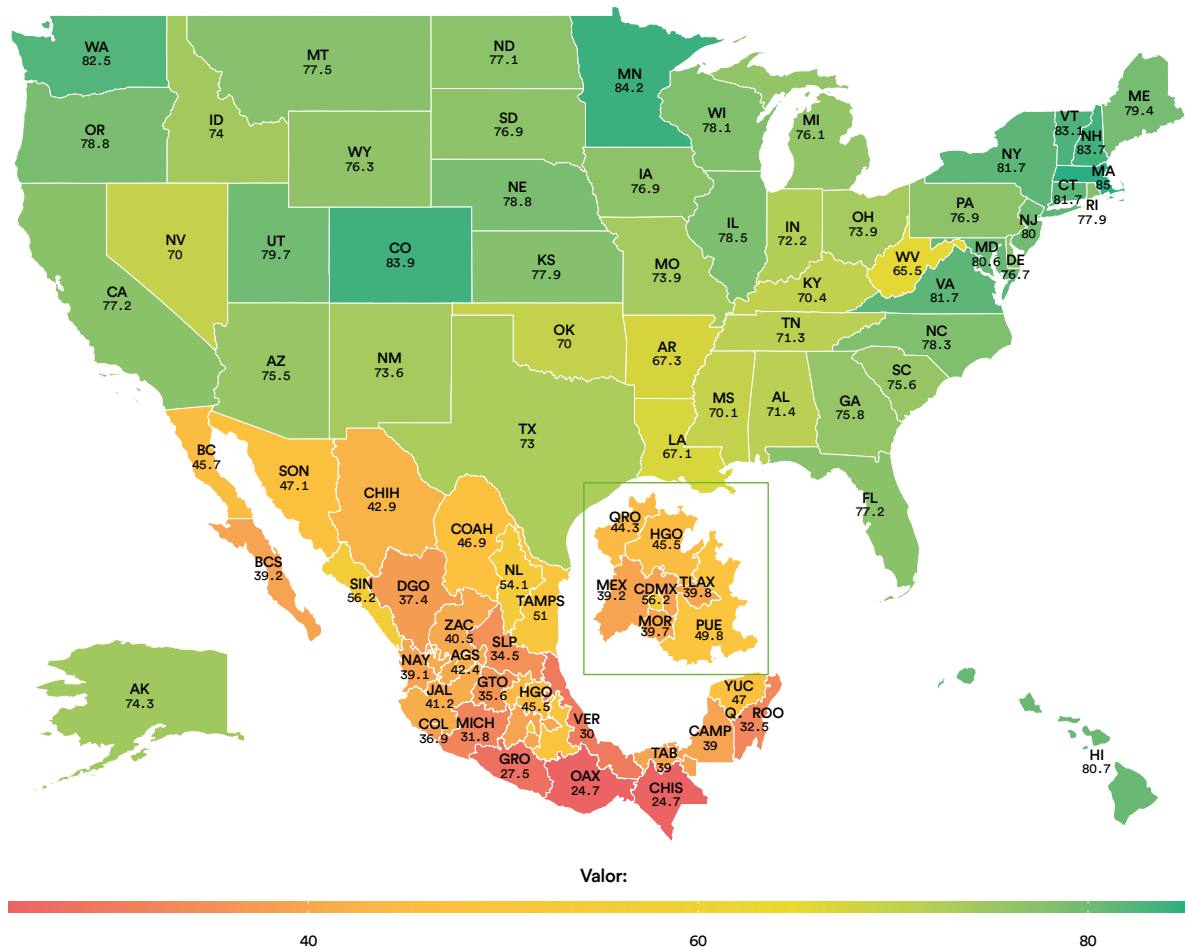 WA
82.5
MT
77.5
ND
77.1
MN
84.2
OR
78.8
ID
74
WY
76.3
SD
76.9
WI
78.1
MI
76.1
VT
83.1
NH
83.7
ME
79.4
NY
81.7
MA
85
CT
81.7
RI
77.9
NE
78.8
IA
76.9
PA
76.9
NJ
80
NV
70
UT
79.7
CO
83.9
KS
77.9
MO
73.9
IL
78.5
IN
72.2
OH
73.9
WV
65.5
MD
80.6
DE
76.7
CA
77.2
KY
70.4
VA
81.7
AZ
75.5
NM
73.6
OK
70
AR
67.3
TN
71.3
NC
78.3
SC
75.6
TX
73
LA
67.1
MS
70.1
AL
71.4
GA
75.8
FL
77.2
BC
45.7
SON
47.1
CHIH
42.9
COAH
46.9
BCS
39.2
SIN
56.2
DGO
37.4
NL
54.1
TAMPS
51
QRO
44.3
HGO
45.5
MEX
39.2
CDMX
56.2
TLAX
39.8
MOR
39.7
PUE
49.8
ZAC
40.5
SLP
34.5
NAY
39.1
AGS
42.4
JAL
41.2
GTO
35.6
HGO
45.5
COL
36.9
MICH
31.8
VER
30
YUC
47
Q. ROO
32.5
CAMP
39
TAB
39
GRO
27.5
OAX
24.7
CHIS
24.7
AK
74.3
HI
80.7
Valor:
40 60 80